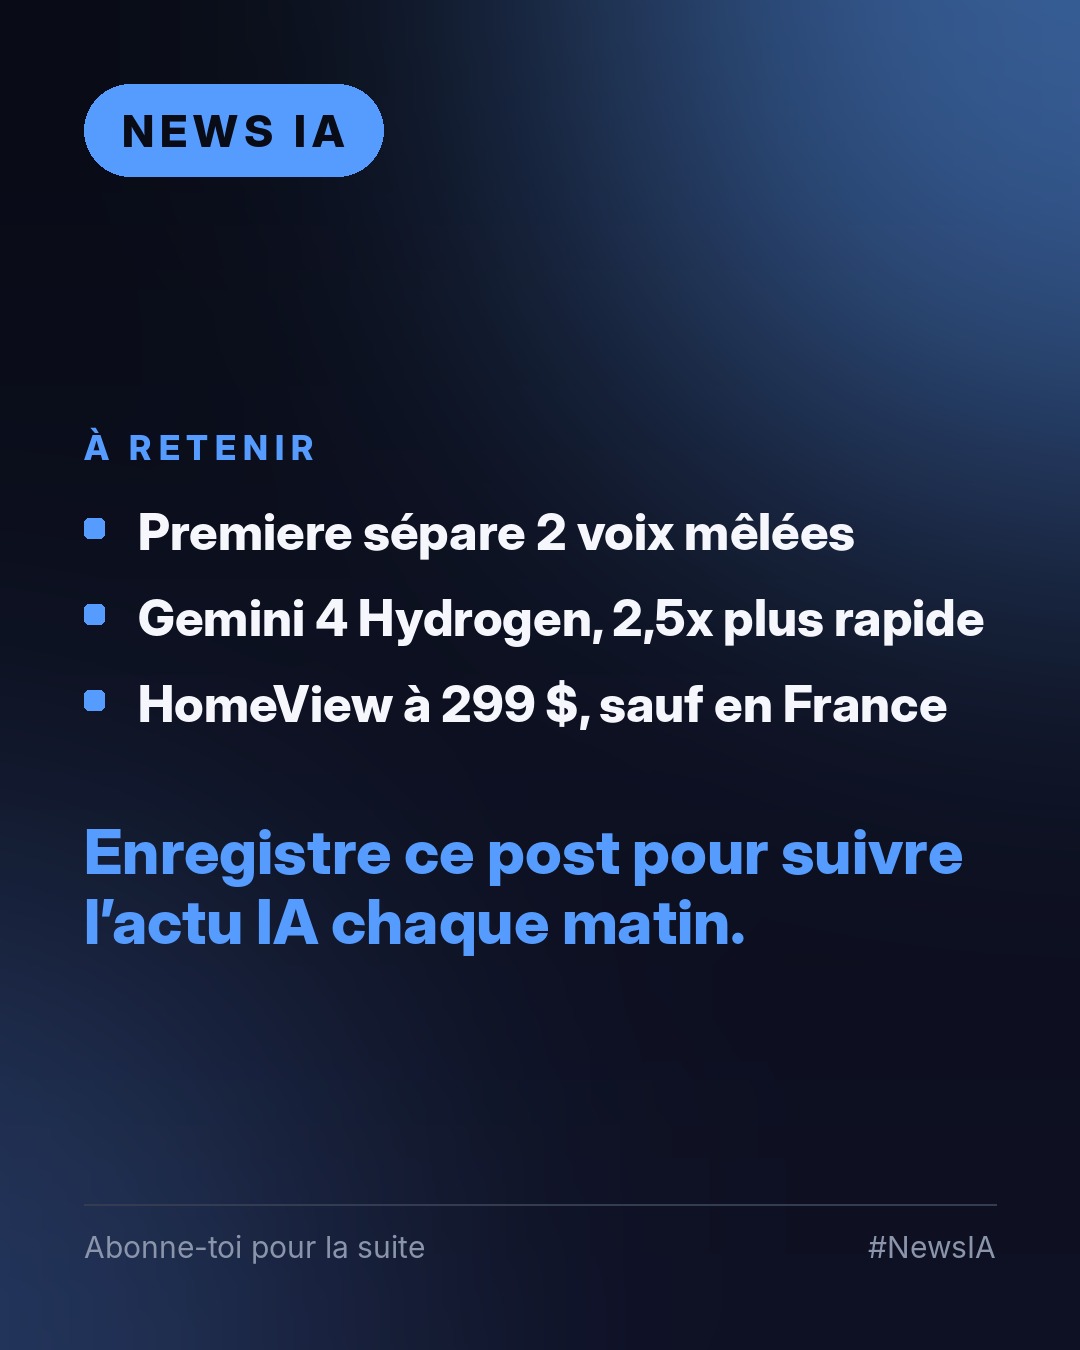 NEWS IA
À RETENIR
Premiere sépare 2 voix mêlées
Gemini 4 Hydrogen, 2,5x plus rapide
HomeView à 299 $, sauf en France
Enregistre ce post pour suivre
l’actu IA chaque matin.
Abonne-toi pour la suite
#NewsIA